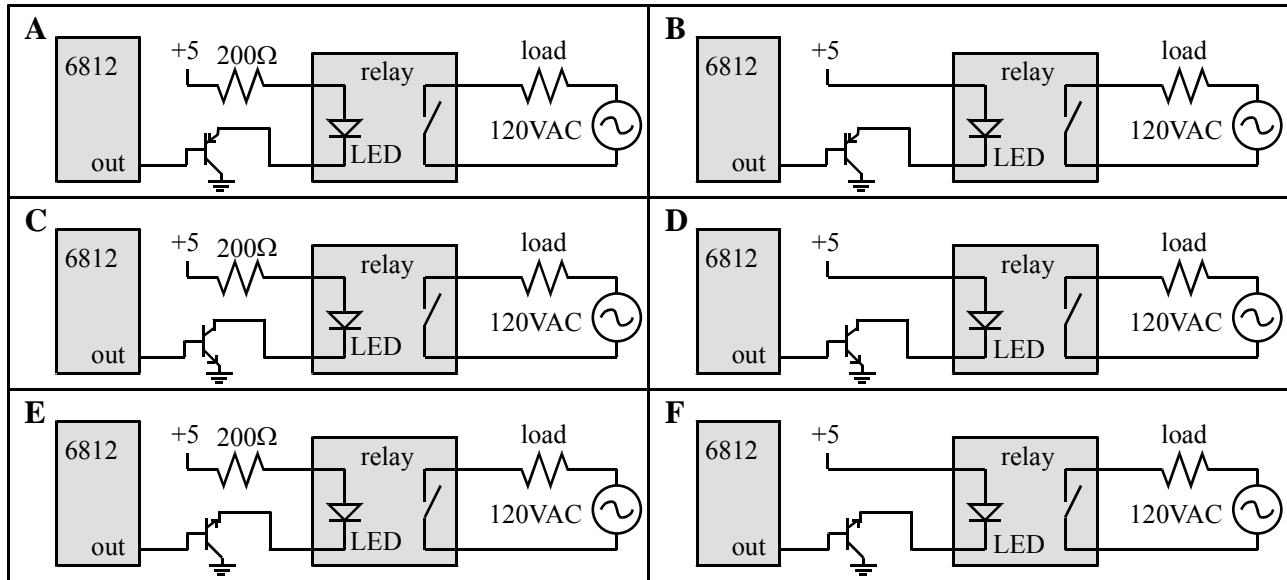 A
6812
+5
200Ω
relay
load
LED
120VAC
out
B
6812
+5
relay
load
LED
120VAC
out
C
6812
+5
200Ω
relay
load
LED
120VAC
out
D
6812
+5
relay
load
LED
120VAC
out
E
6812
+5
200Ω
relay
load
LED
120VAC
out
F
6812
+5
relay
load
LED
120VAC
out